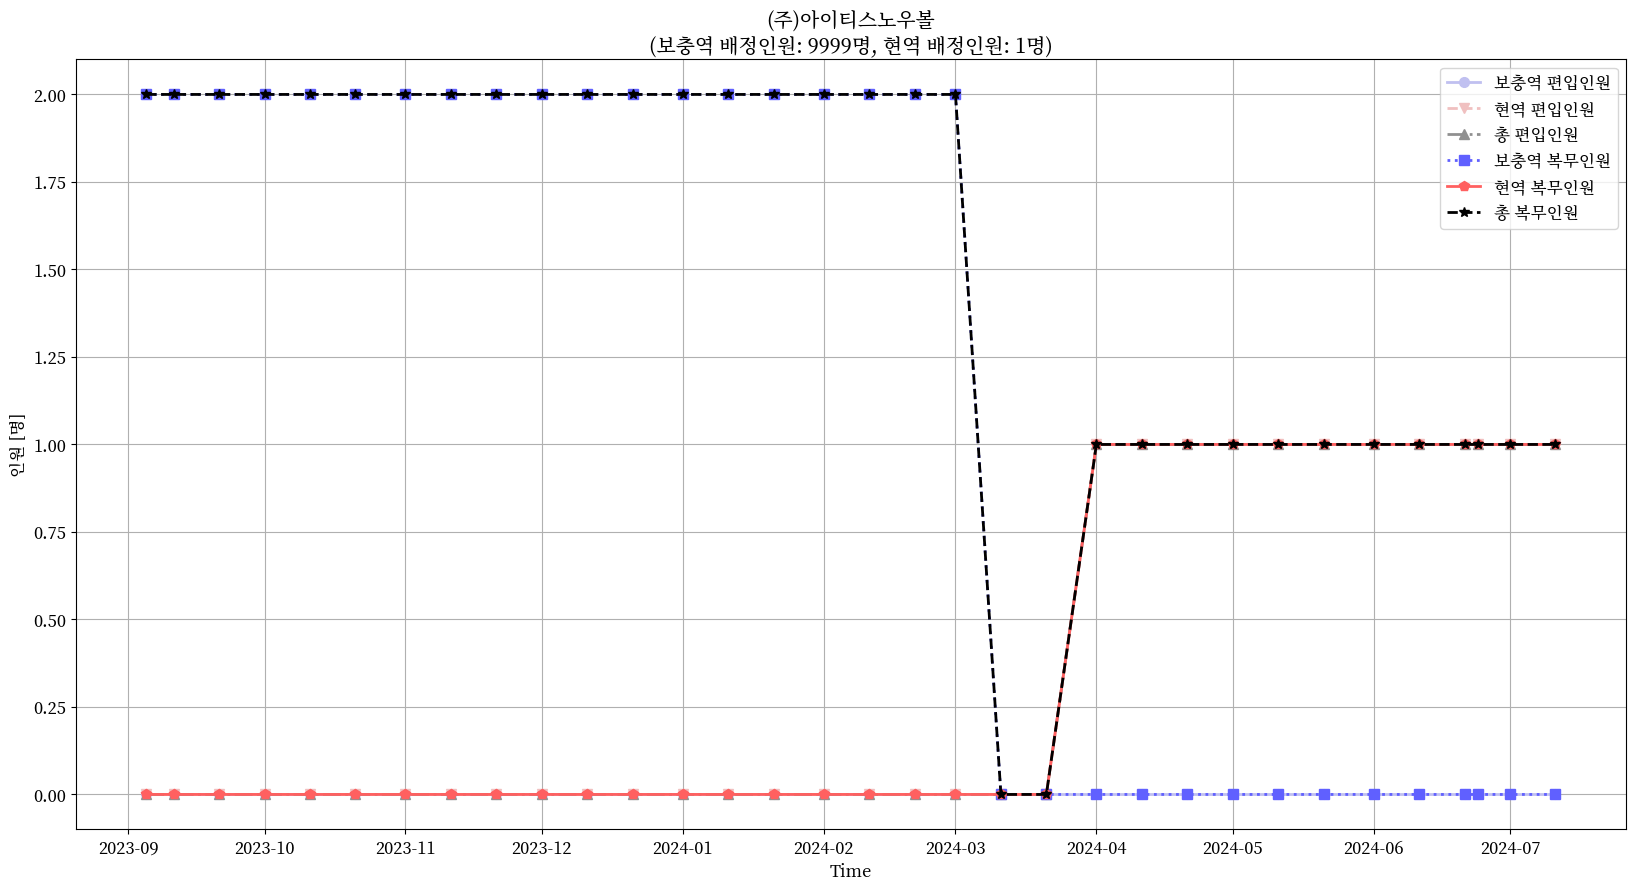 (주)아이티스노우볼
(보충역 배정인원: 9999명, 현역 배정인원: 1명)
보충역 편입인원
현역 편입인원
총 편입인원
보충역 복무인원
현역 복무인원
총 복무인원
2.00
1.75
1.50
1.25
1.00
0.75
0.50
0.25
0.00
인원 [명]
2023-09 2023-10 2023-11 2023-12 2024-01 2024-02 2024-03 2024-04 2024-05 2024-06 2024-07
Time